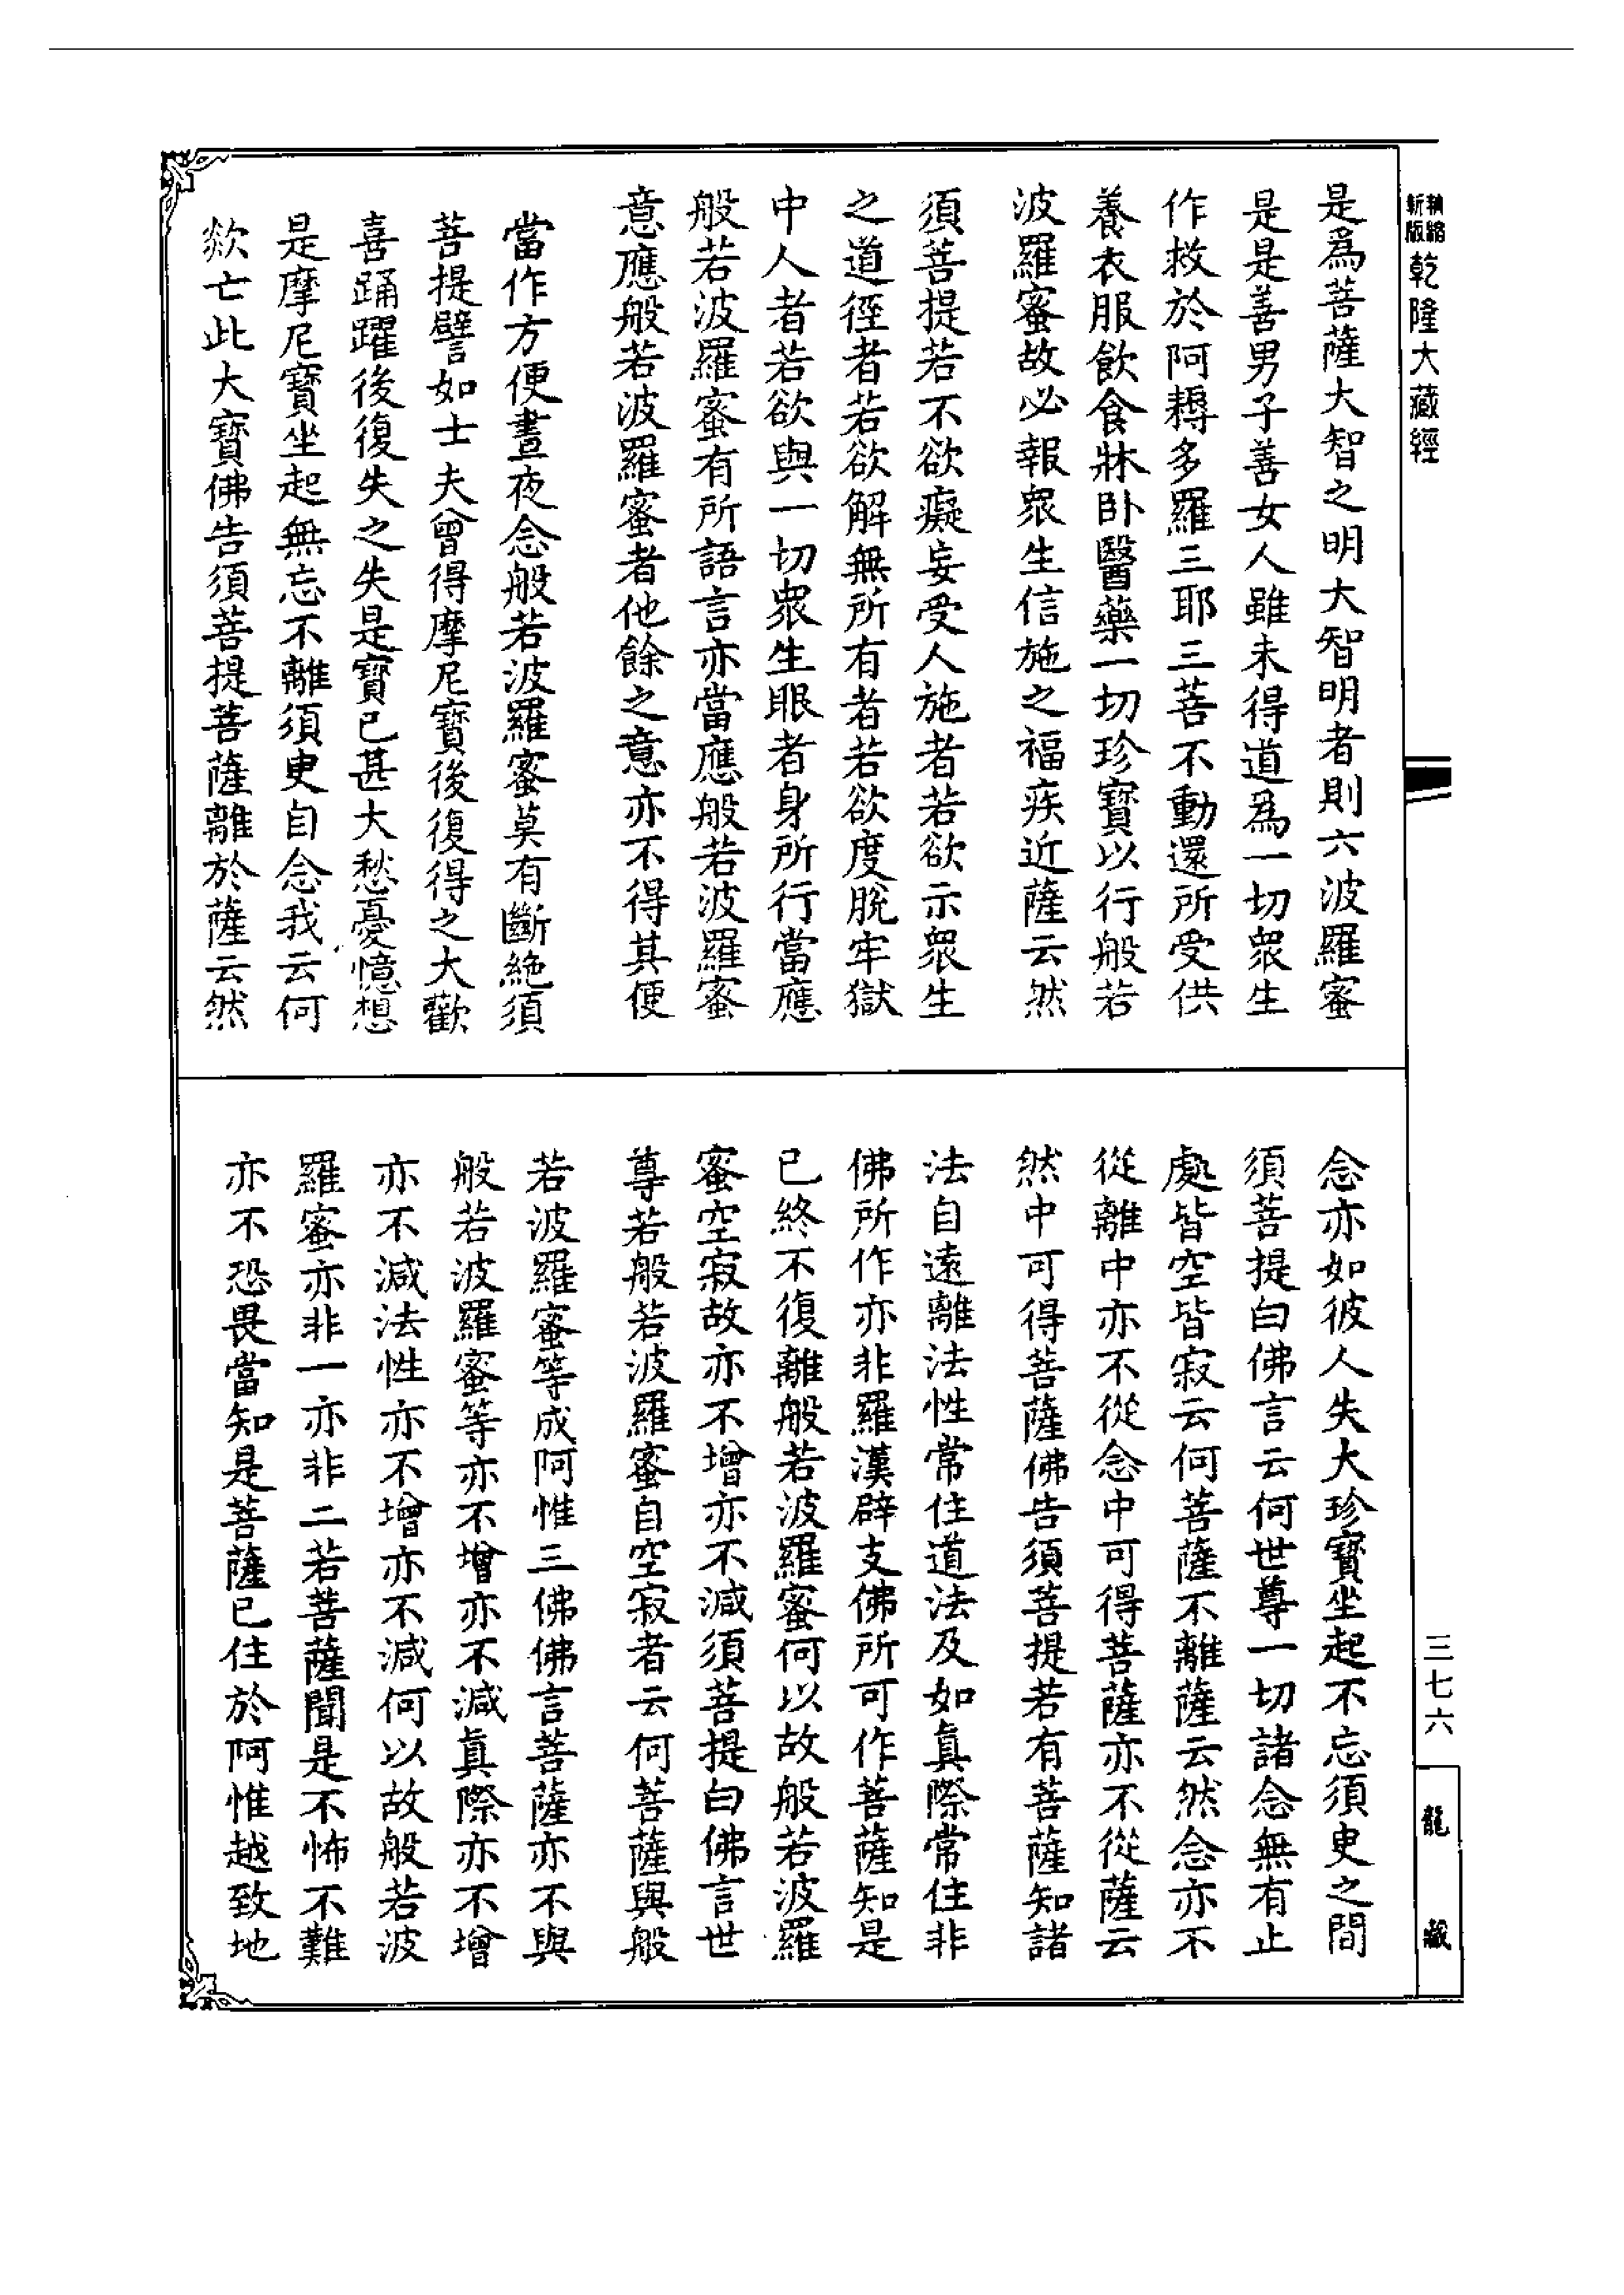 新版精縮乾隆大藏經
是爲菩薩大智之明大智明者則六波羅蜜
是是善男子善女人雖未得道爲一切衆生
作救於阿耨多羅三耶三菩不動還所受供
養衣服飲食牀卧醫藥一切珍寶以行般若
波羅蜜故必報衆生信施之福疾近薩云然
須菩提若不欲癡妄受人施者若欲示衆生
之道徑者若欲解無所有者若欲度脫牢獄
中人者若欲與一切衆生眼者身所行當應
般若波羅蜜有所語言亦當應般若波羅蜜
意應般若波羅蜜者他餘之意亦不得其便
當作方便晝夜念般若波羅蜜莫有斷絶須
菩提譬如士夫曾得摩尼寶後復得之大歡
喜踊躍後復失之失是寶已甚大愁憂憶想
是摩尼寶坐起無忘不離須臾自念我云何
欻亡此大寶佛告須菩提菩薩離於薩云然
念亦如彼人失大珍寶坐起不忘須臾之間
須菩提白佛言云何世尊一切諸念無有止
處皆空皆寂云何菩薩不離薩云然念亦不
從離中亦不從念中可得菩薩亦不從薩云
然中可得菩薩佛告須菩提若有菩薩知諸
法自遠離法性常住道法及如真際常住非
佛所作亦非羅漢辟支佛所可作菩薩知是
已終不復離般若波羅蜜何以故般若波羅
蜜空寂故亦不增亦不減須菩提白佛言世
尊若般若波羅蜜自空寂者云何菩薩與般
若波羅蜜等成阿惟三佛佛言菩薩亦不與
般若波羅蜜等亦不增亦不減真際亦不增
亦不減法性亦不增亦不減何以故般若波
羅蜜亦非一亦非二若菩薩聞是不怖不難
亦不恐畏當知是菩薩已住於阿惟越致地
三七六
龍藏